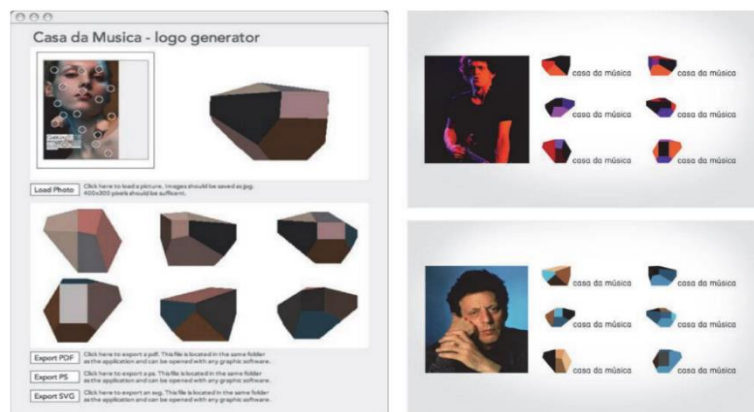 Casa da Musica - logo generator
Load Photo
Click here to load a picture, images should be saved as jpg.
400x300 pixels should be sufficent.
Export PDF
Click here to export a pdf. This file is located in the same folder
as the application and can be opened with any graphic software.
Export PS
Click here to export a ps. This file is located in the same folder
as the application and can be opened with any graphic software.
Export SVG
Click here to export an svg. This file is located in the same folder
as the application and can be opened with any graphic software.
casa da música casa da música
casa da música casa da música
casa da música casa da música
casa da música casa da música
casa da música casa da música
casa da música casa da música